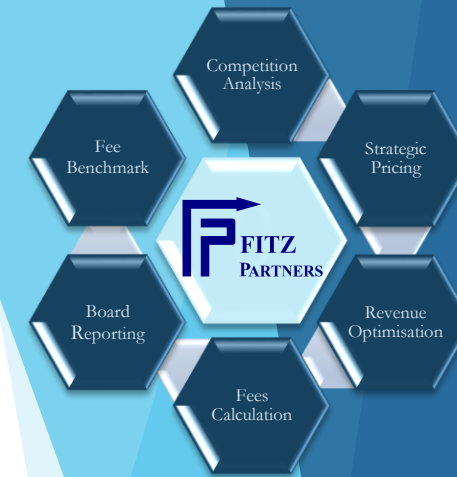 Competition
Analysis
Fee
Benchmark
Strategic
Pricing
FITZ
PARTNERS
Board
Reporting
Revenue
Optimisation
Fees
Calculation